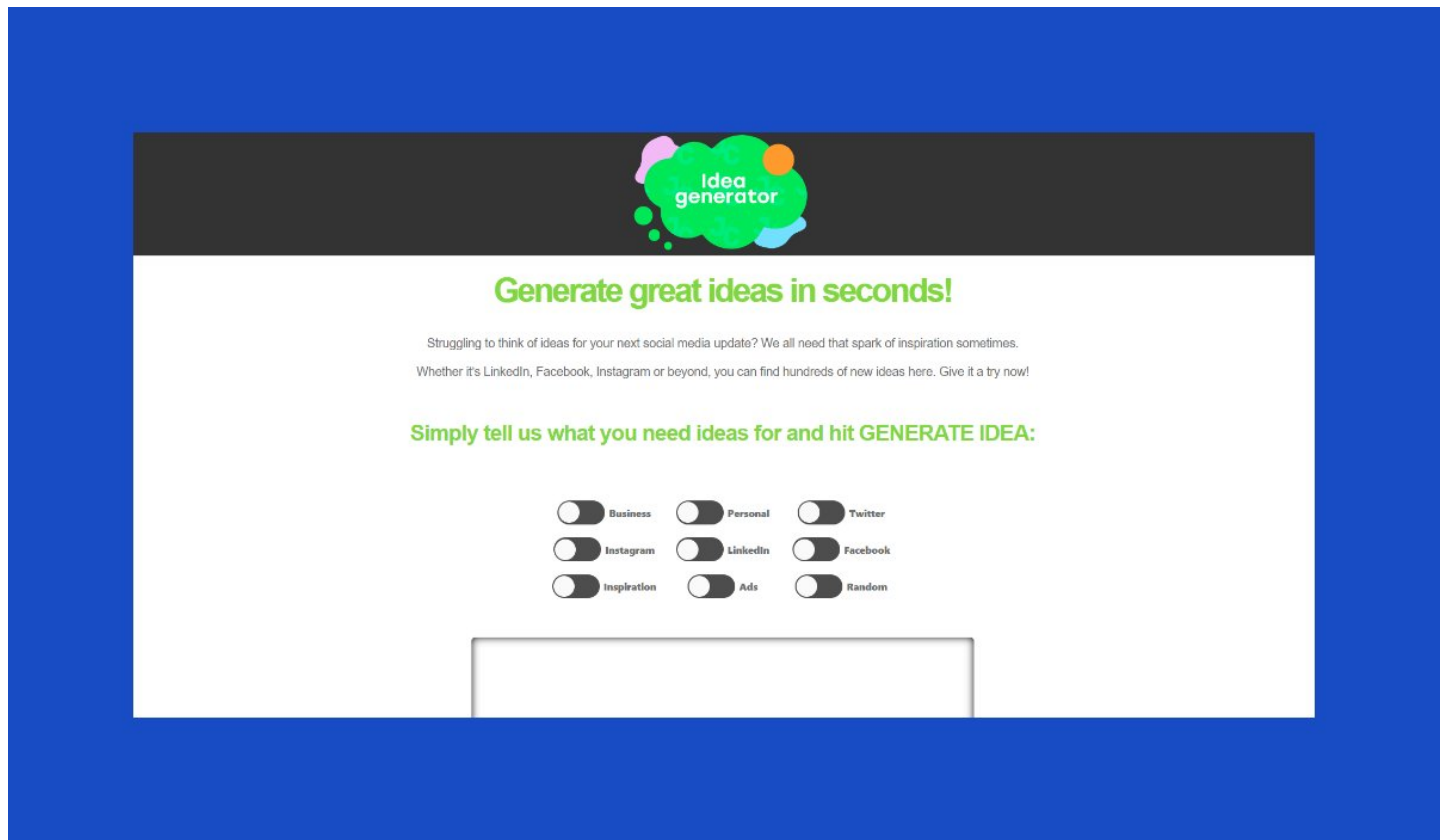 Idea
generator
Generate great ideas in seconds!
Struggling to think of ideas for your next social media update? We all need that spark of inspiration sometimes.
Whether it's LinkedIn, Facebook, Instagram or beyond, you can find hundreds of new ideas here. Give it a try now!
Simply tell us what you need ideas for and hit GENERATE IDEA:
Business Personal Twitter
Instagram LinkedIn Facebook
Inspiration Ads Random